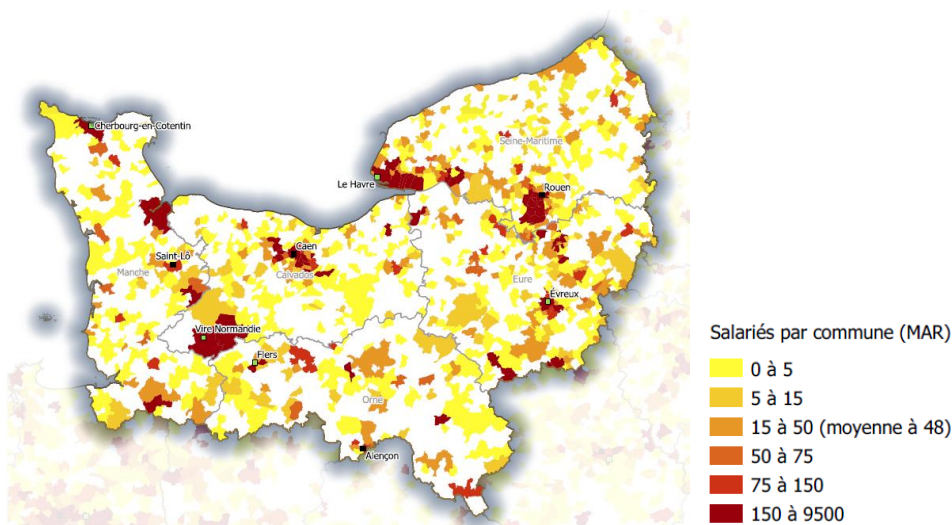 Cherbourg-en-Cotentin
Seine-Maritime
Le Havre
Rouen
Caen
Saint-Lô
Manche
Calvados
Eure
Évreux
Vire Normandie
Flers
Orne
Alençon
Salariés par commune (MAR)
0 à 5
5 à 15
15 à 50 (moyenne à 48)
50 à 75
75 à 150
150 à 9500